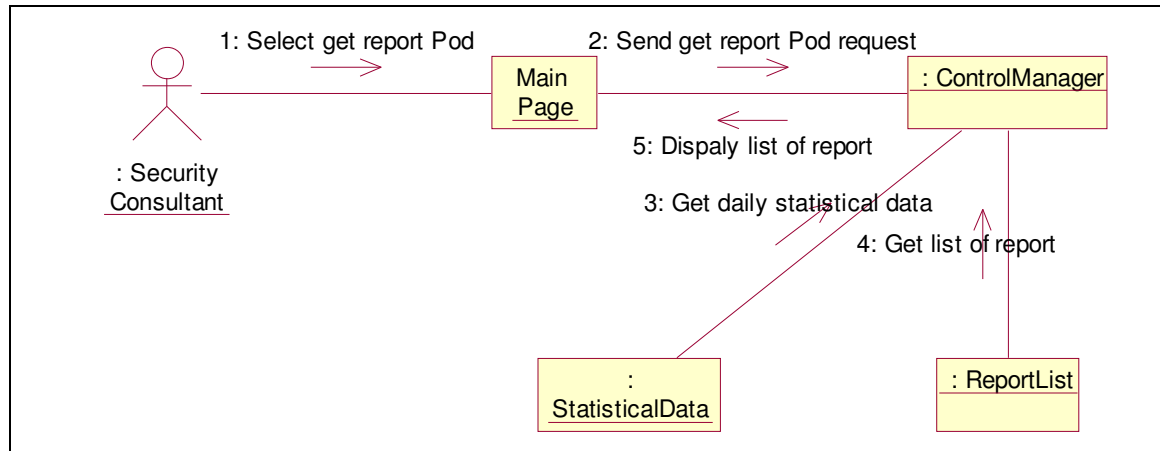 1: Select get report Pod
2: Send get report Pod request
Main
Page
: ControlManager
5: Dispaly list of report
: Security
Consultant
3: Get daily statistical data
4: Get list of report
:
StatisticalData
: ReportList